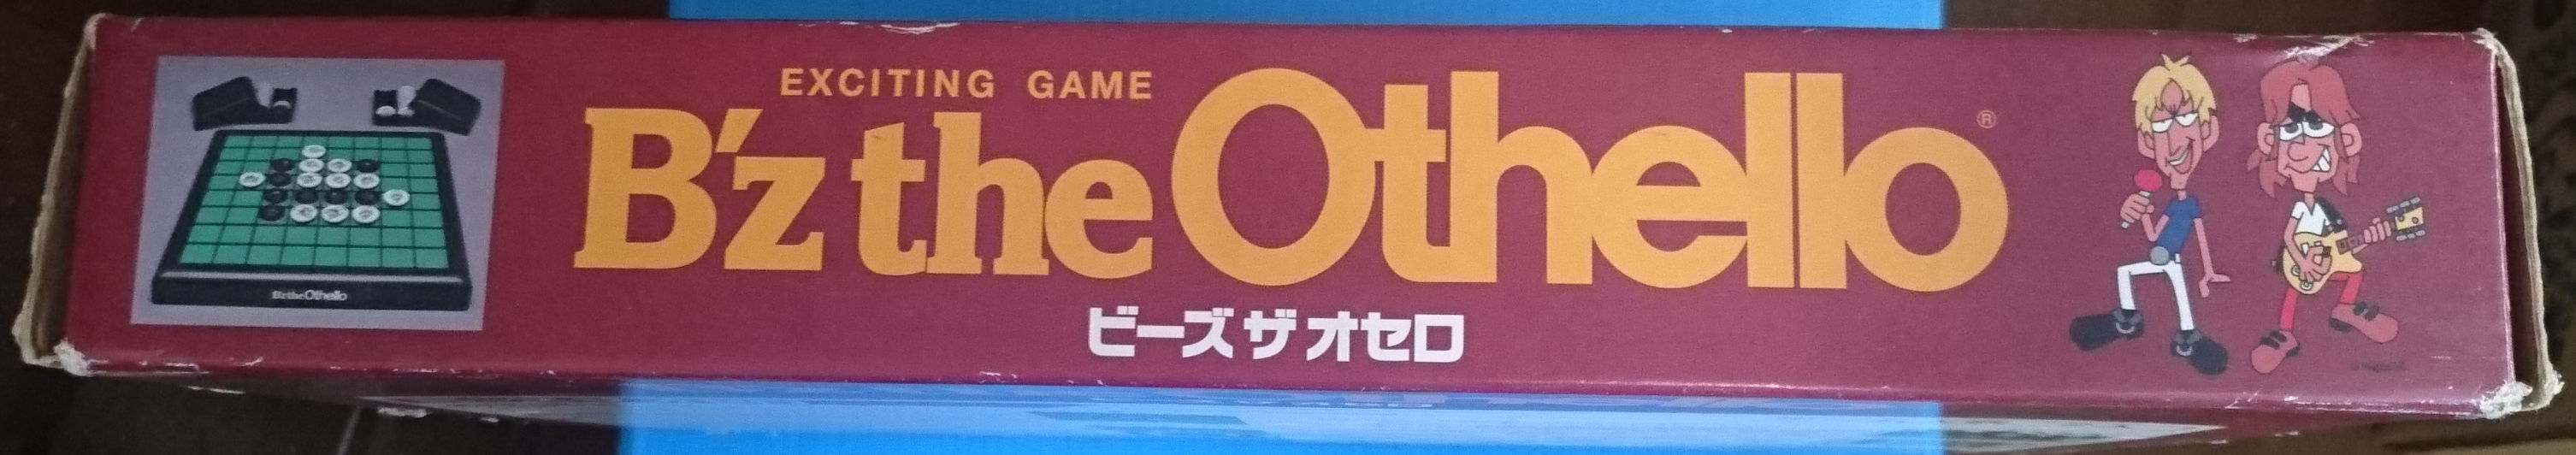 EXCITING GAME
B'z the Othello ®
ビーズ ザ オセロ
B'z the Othello